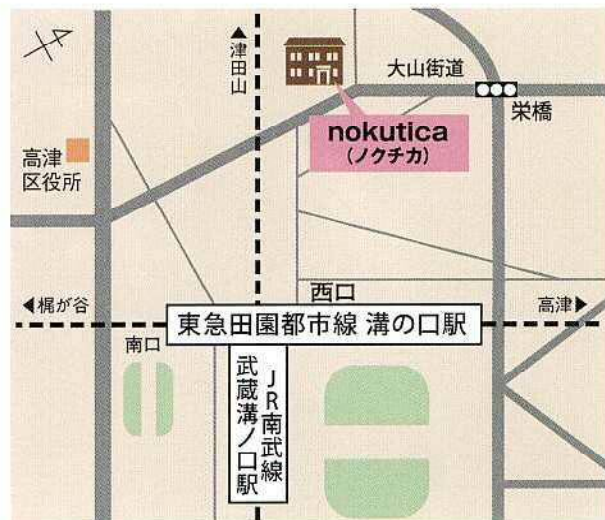 ▲津田山
大山街道
栄橋
nokutica
(ノクチカ)
高津
区役所
西口
◀梶が谷
高津▶
東急田園都市線 溝の口駅
南口
JR南武線
武蔵溝ノ口駅